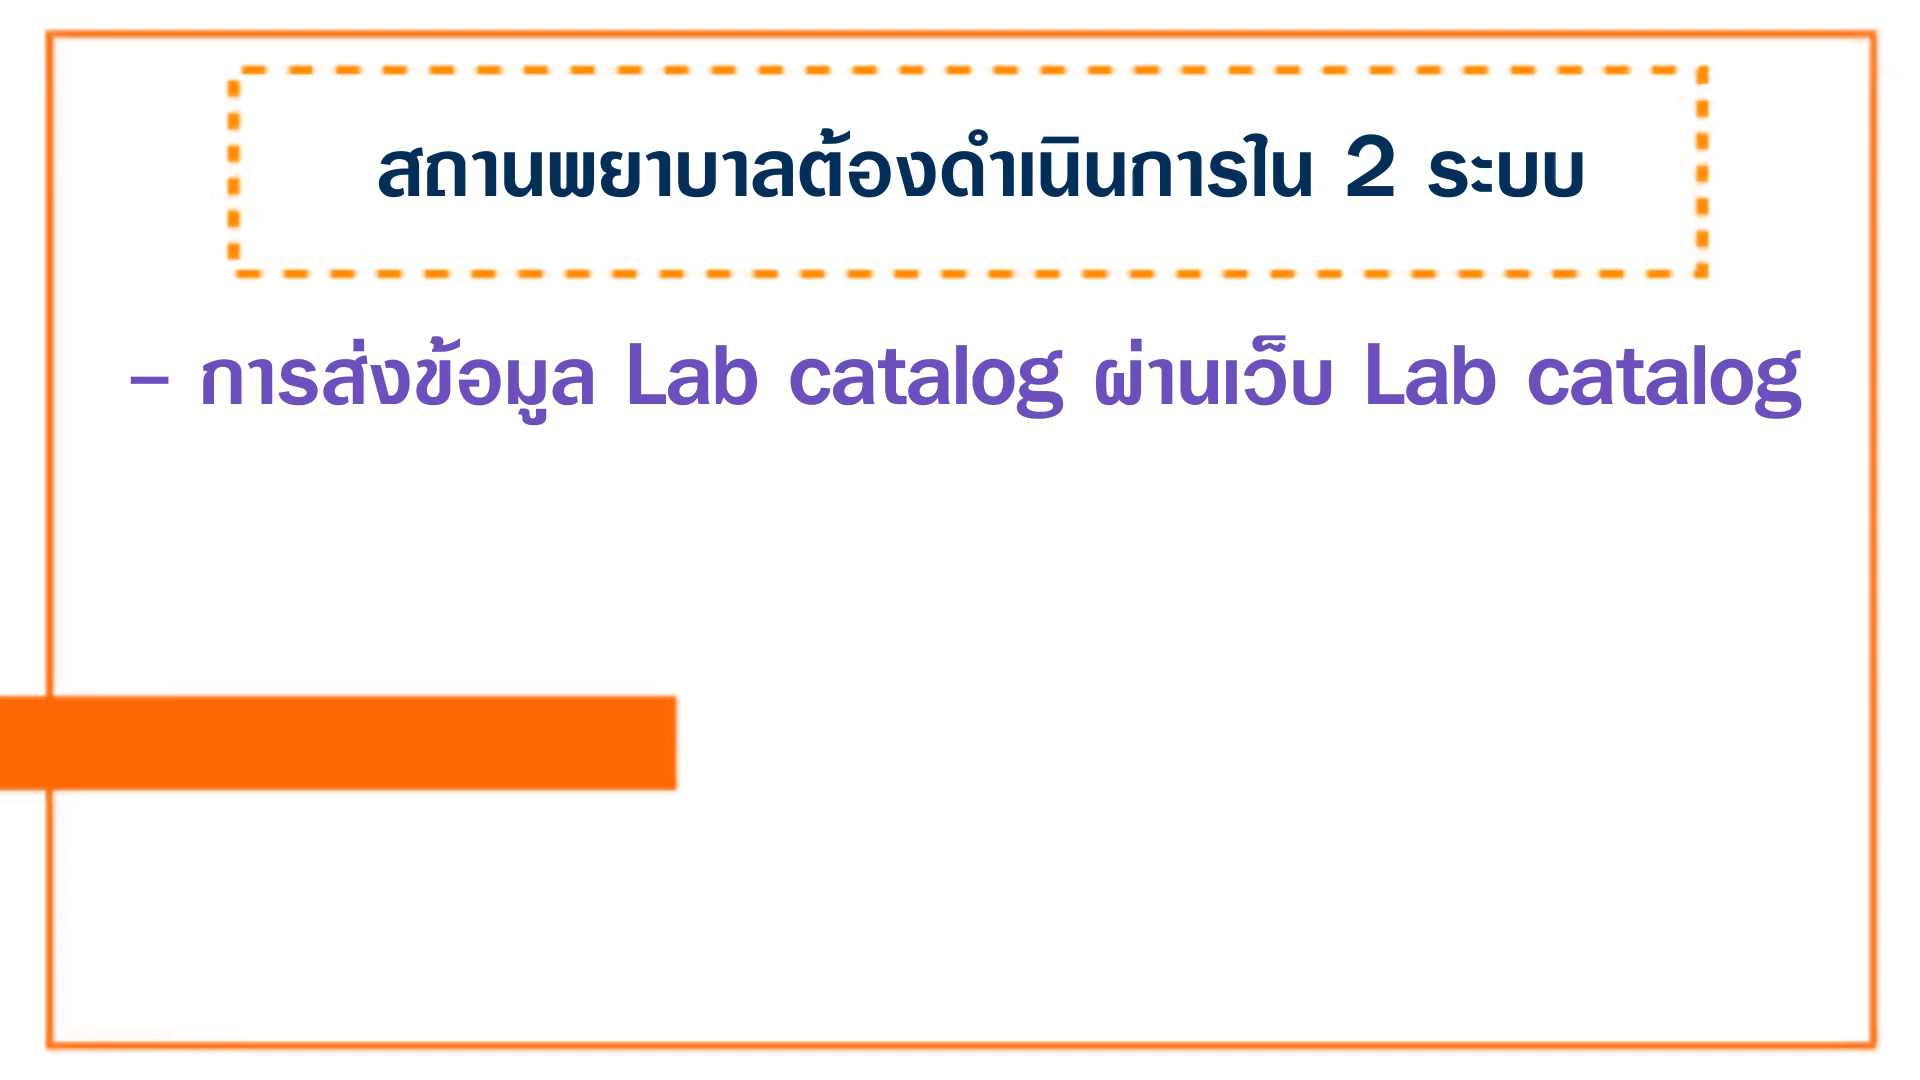 สถานพยาบาลต้องดำเนินการใน 2 ระบบ
– การส่งข้อมูล Lab catalog ผ่านเว็บ Lab catalog